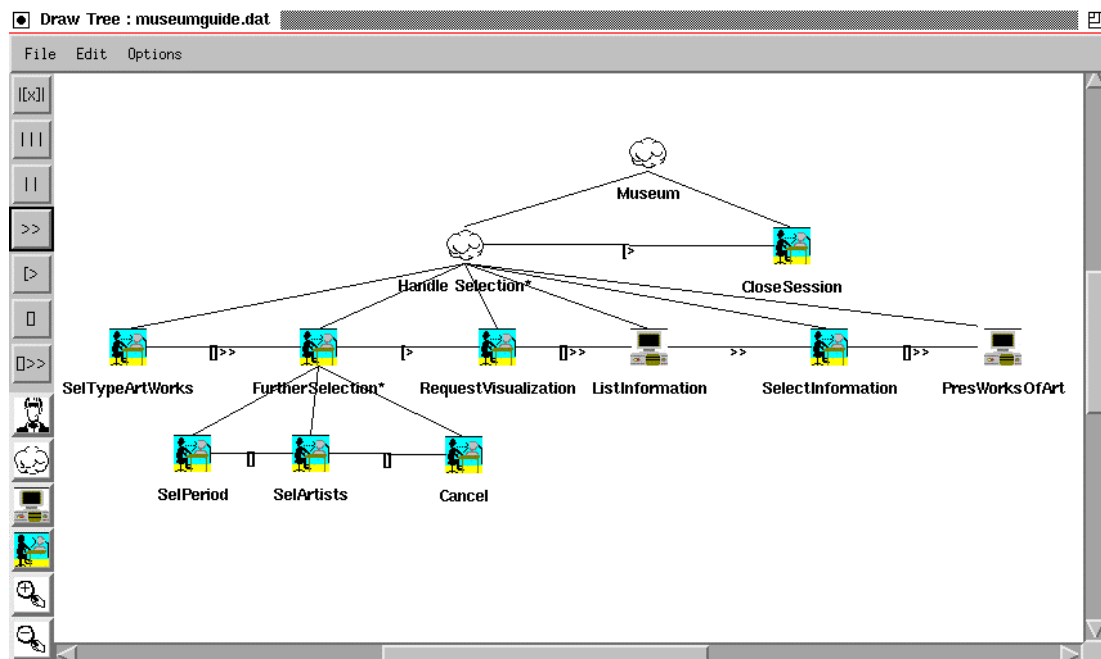 Draw Tree : museumguide.dat
File Edit Options
|[x]|
|||
||
>>
[>
[]
[]>>
Museum
[>
Handle Selection*
CloseSession
[]>> [> []>> >> []>>
SelTypeArtWorks FurtherSelection* RequestVisualization ListInformation SelectInformation PresWorksOfArt
[] []
SelPeriod SelArtists Cancel